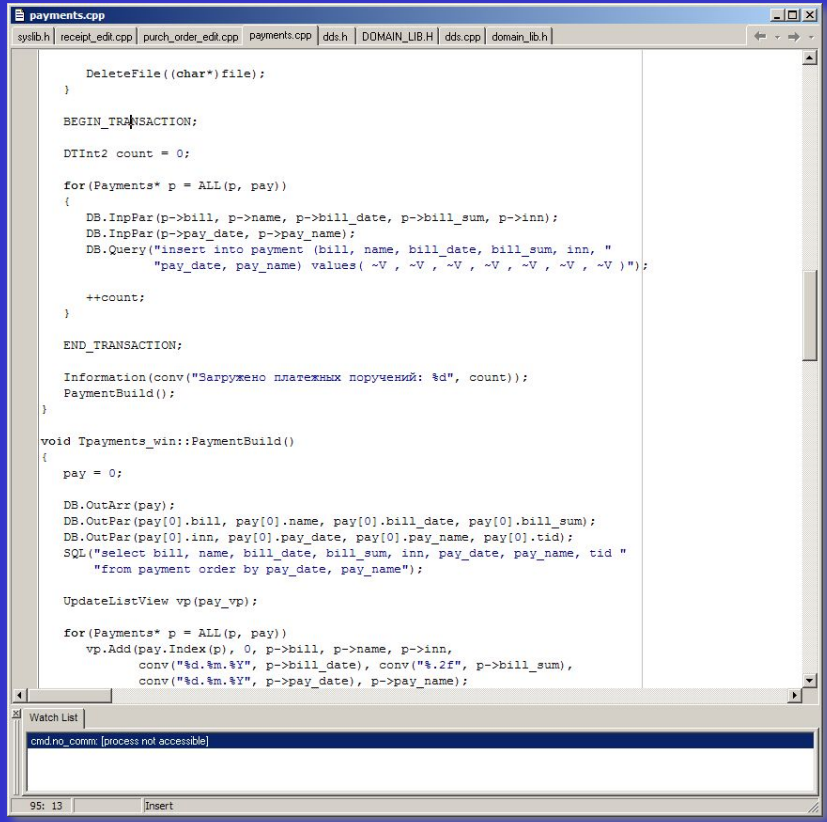 payments.cpp
syslib.h receipt_edit.cpp purch_order_edit.cpp payments.cpp dds.h DOMAIN_LIB.H dds.cpp domain_lib.h
DeleteFile((char*)file);
}
BEGIN_TRANSACTION;
DTInt2 count = 0;
for(Payments* p = ALL(p, pay))
{
DB.InpPar(p->bill, p->name, p->bill_date, p->bill_sum, p->inn);
DB.InpPar(p->pay_date, p->pay_name);
DB.Query("insert into payment (bill, name, bill_date, bill_sum, inn, "
"pay_date, pay_name) values( ~V , ~V , ~V , ~V , ~V , ~V , ~V )");
++count;
}
END_TRANSACTION;
Information(conv("Загружено платежных поручений: %d", count));
PaymentBuild();
}
void Tpayments_win::PaymentBuild()
{
pay = 0;
DB.OutArr(pay);
DB.OutPar(pay[0].bill, pay[0].name, pay[0].bill_date, pay[0].bill_sum);
DB.OutPar(pay[0].inn, pay[0].pay_date, pay[0].pay_name, pay[0].tid);
SQL("select bill, name, bill_date, bill_sum, inn, pay_date, pay_name, tid "
"from payment order by pay_date, pay_name");
UpdateListView vp(pay_vp);
for(Payments* p = ALL(p, pay))
vp.Add(pay.Index(p), 0, p->bill, p->name, p->inn,
conv("%d.%m.%Y", p->bill_date), conv("%.2f", p->bill_sum),
conv("%d.%m.%Y", p->pay_date), p->pay_name);
Watch List
cmd.no_comm: [process not accessible]
95: 13 Insert